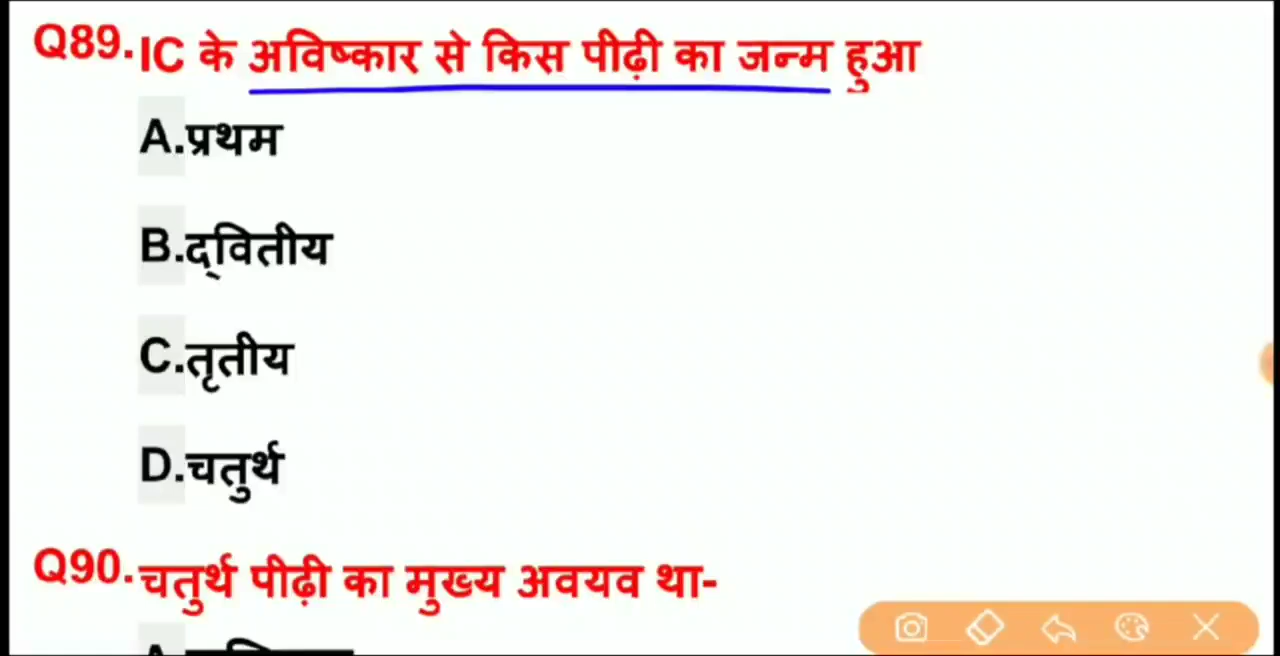 Q89. IC के अविष्कार से किस पीढ़ी का जन्म हुआ
A.प्रथम
B.द्वितीय
C.तृतीय
D.चतुर्थ
Q90. चतुर्थ पीढ़ी का मुख्य अवयव था-